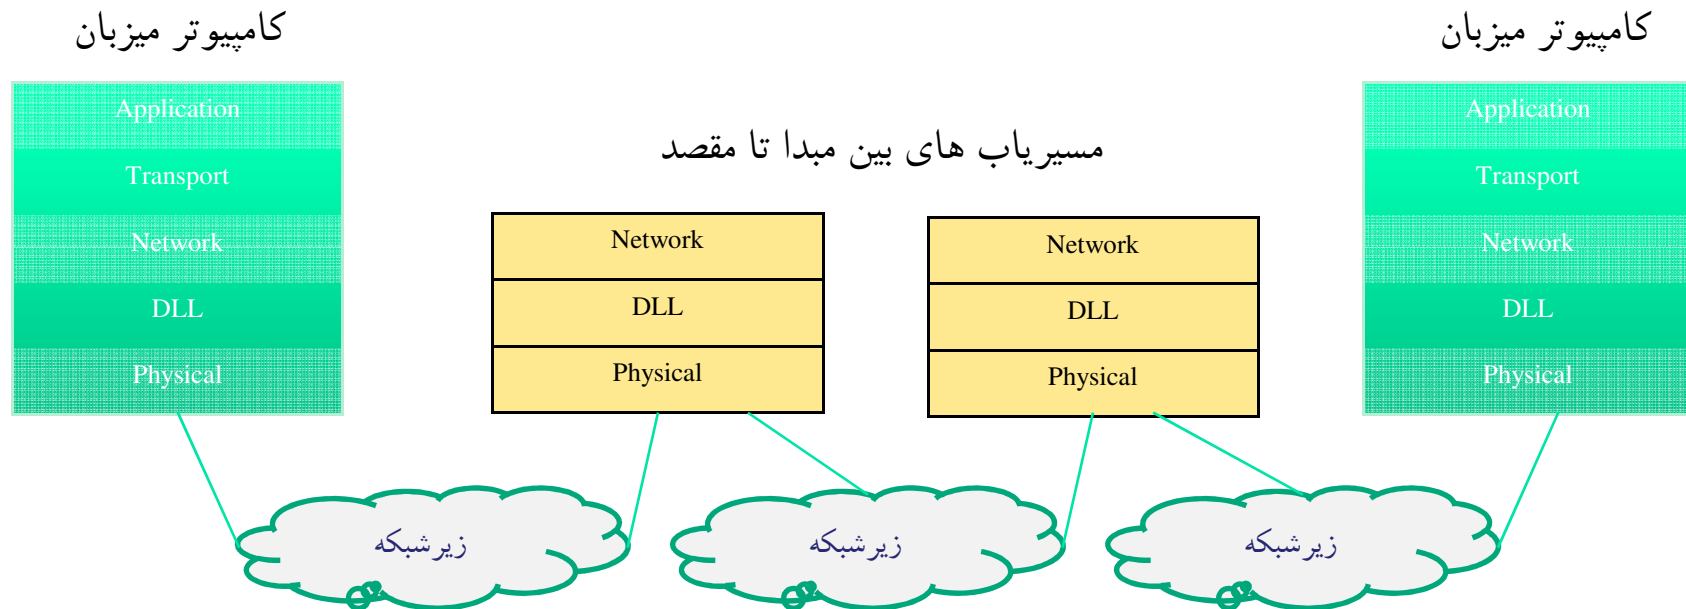 کامپیوتر میزبان
کامپیوتر میزبان
مسیریاب های بین مبدا تا مقصد
Application
Transport
Network
DLL
Physical
Network
DLL
Physical
Network
DLL
Physical
Application
Transport
Network
DLL
Physical
زیرشبکه
زیرشبکه
زیرشبکه